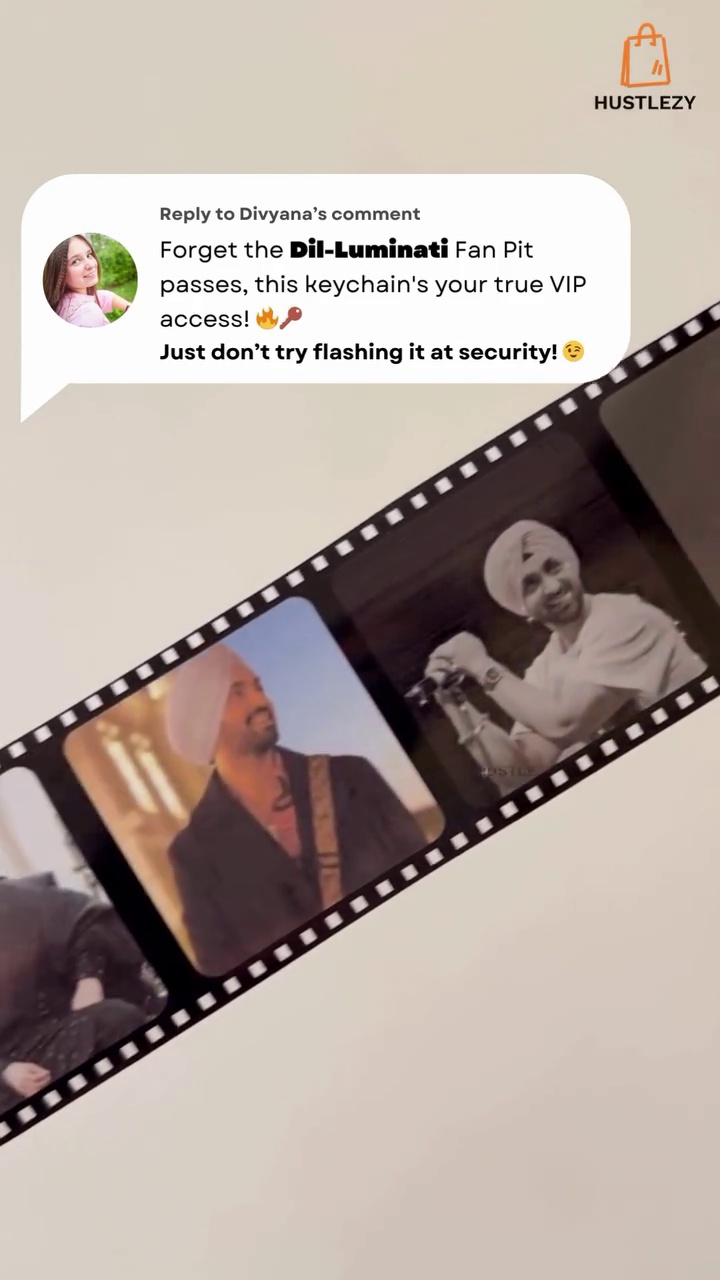 HUSTLEZY
Reply to Divyana’s comment
Forget the Dil-Luminati Fan Pit
passes, this keychain's your true VIP
access! 🔥🔑
Just don’t try flashing it at security! 😉